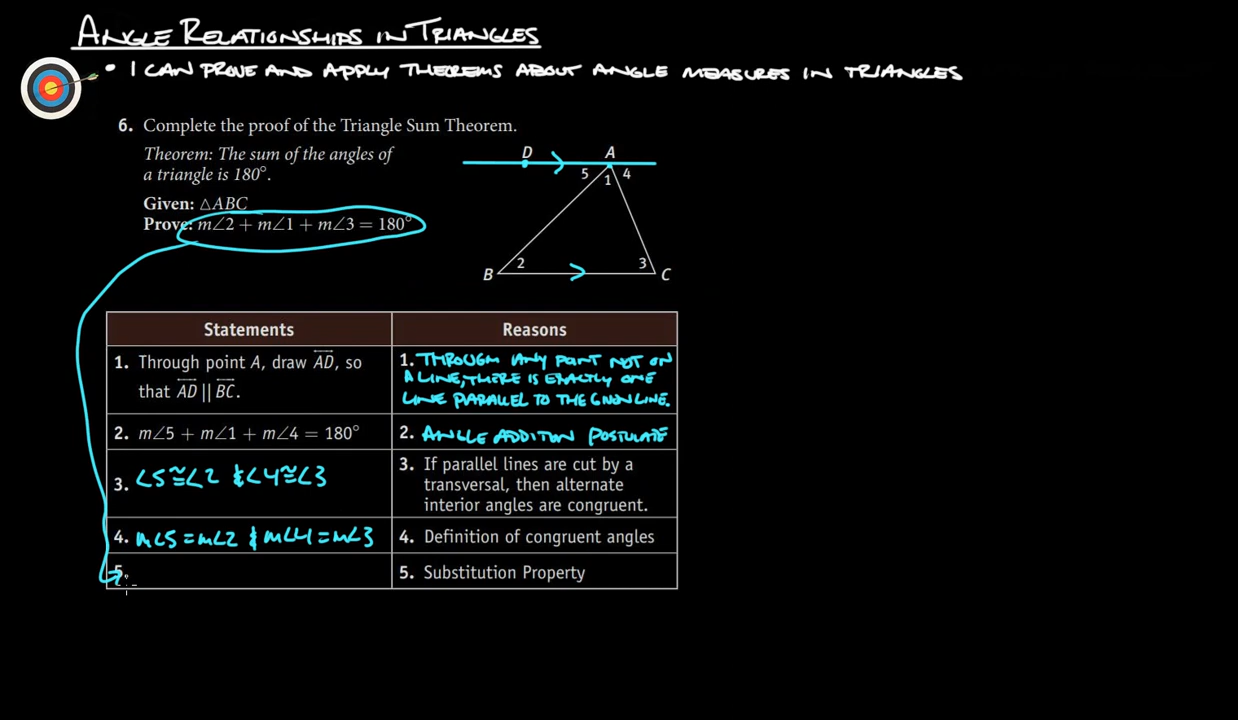 ANGLE RELATIONSHIPS IN TRIANGLES
• I CAN PROVE AND APPLY THEOREMS ABOUT ANGLE MEASURES IN TRIANGLES
6. Complete the proof of the Triangle Sum Theorem.
Theorem: The sum of the angles of
a triangle is 180°.
Given: △ABC
Prove: m∠2 + m∠1 + m∠3 = 180°
D A
5 1 4
B 2 3 C
Statements Reasons
1. Through point A, draw AD, so
that AD || BC.
1. THROUGH ANY POINT NOT ON
A LINE, THERE IS EXACTLY ONE
LINE PARALLEL TO THE GIVEN LINE.
2. m∠5 + m∠1 + m∠4 = 180°
2. ANGLE ADDITION POSTULATE
3. ∠5 ≅ ∠2 & ∠4 ≅ ∠3
3. If parallel lines are cut by a
transversal, then alternate
interior angles are congruent.
4. m∠5 = m∠2 & m∠4 = m∠3
4. Definition of congruent angles
5.
5. Substitution Property